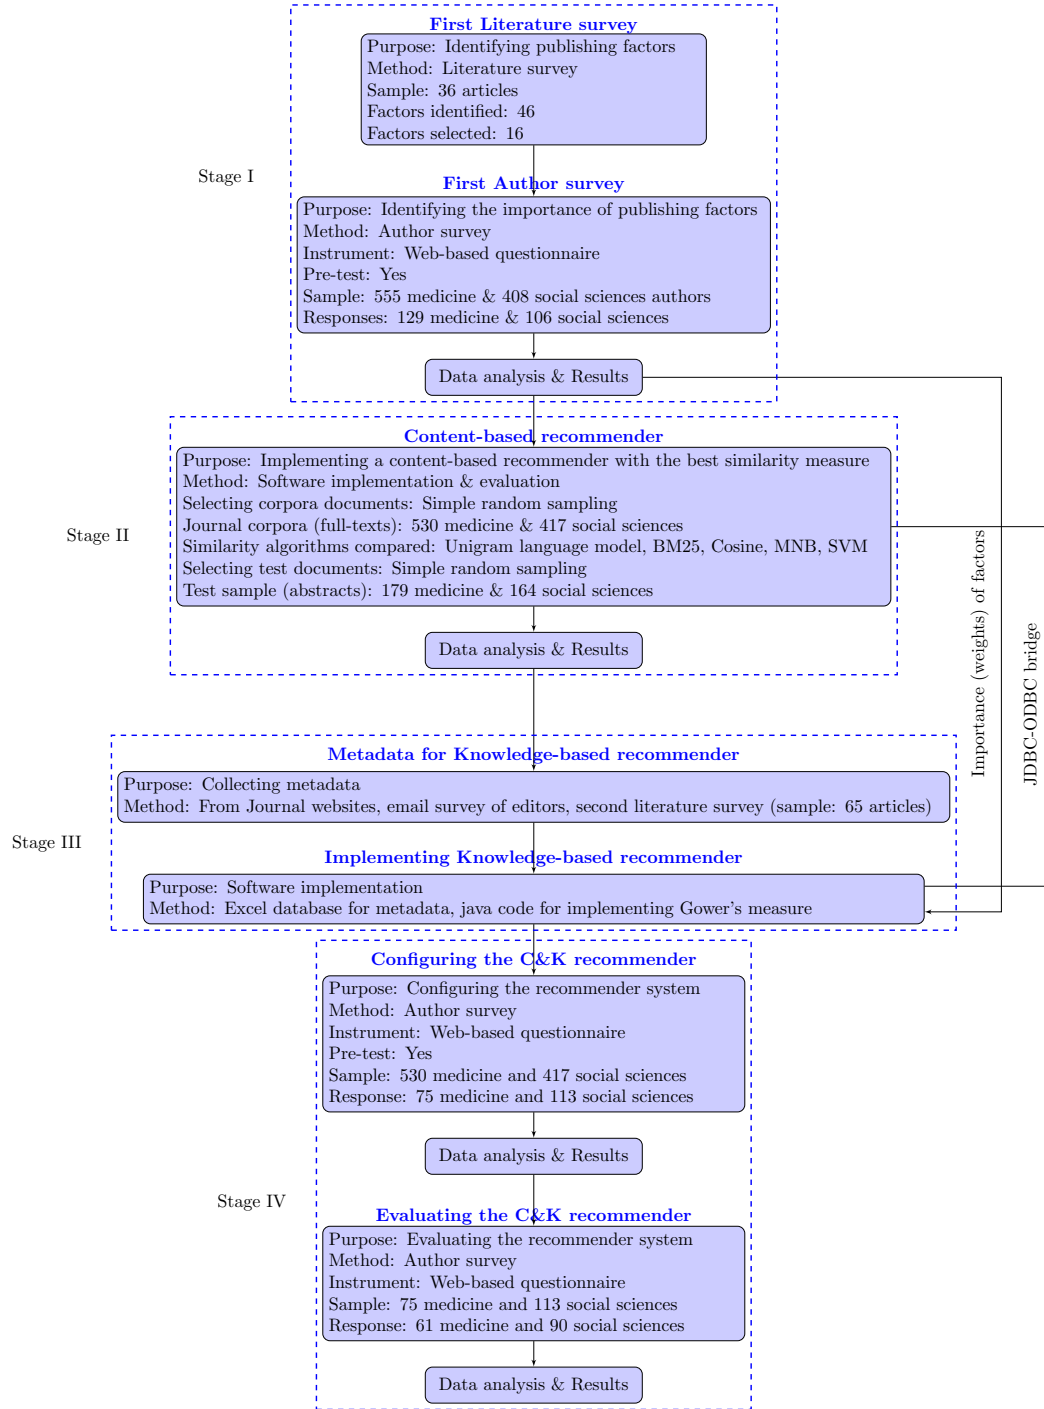 First Literature survey
Purpose: Identifying publishing factors
Method: Literature survey
Sample: 36 articles
Factors identified: 46
Factors selected: 16
Stage I
First Author survey
Purpose: Identifying the importance of publishing factors
Method: Author survey
Instrument: Web-based questionnaire
Pre-test: Yes
Sample: 555 medicine & 408 social sciences authors
Responses: 129 medicine & 106 social sciences
Data analysis & Results
Content-based recommender
Purpose: Implementing a content-based recommender with the best similarity measure
Method: Software implementation & evaluation
Selecting corpora documents: Simple random sampling
Journal corpora (full-texts): 530 medicine & 417 social sciences
Similarity algorithms compared: Unigram language model, BM25, Cosine, MNB, SVM
Selecting test documents: Simple random sampling
Test sample (abstracts): 179 medicine & 164 social sciences
Stage II
Data analysis & Results
Importance (weights) of factors
JDBC-ODBC bridge
Metadata for Knowledge-based recommender
Purpose: Collecting metadata
Method: From Journal websites, email survey of editors, second literature survey (sample: 65 articles)
Stage III
Implementing Knowledge-based recommender
Purpose: Software implementation
Method: Excel database for metadata, java code for implementing Gower's measure
Configuring the C&K recommender
Purpose: Configuring the recommender system
Method: Author survey
Instrument: Web-based questionnaire
Pre-test: Yes
Sample: 530 medicine and 417 social sciences
Response: 75 medicine and 113 social sciences
Data analysis & Results
Stage IV
Evaluating the C&K recommender
Purpose: Evaluating the recommender system
Method: Author survey
Instrument: Web-based questionnaire
Sample: 75 medicine and 113 social sciences
Response: 61 medicine and 90 social sciences
Data analysis & Results